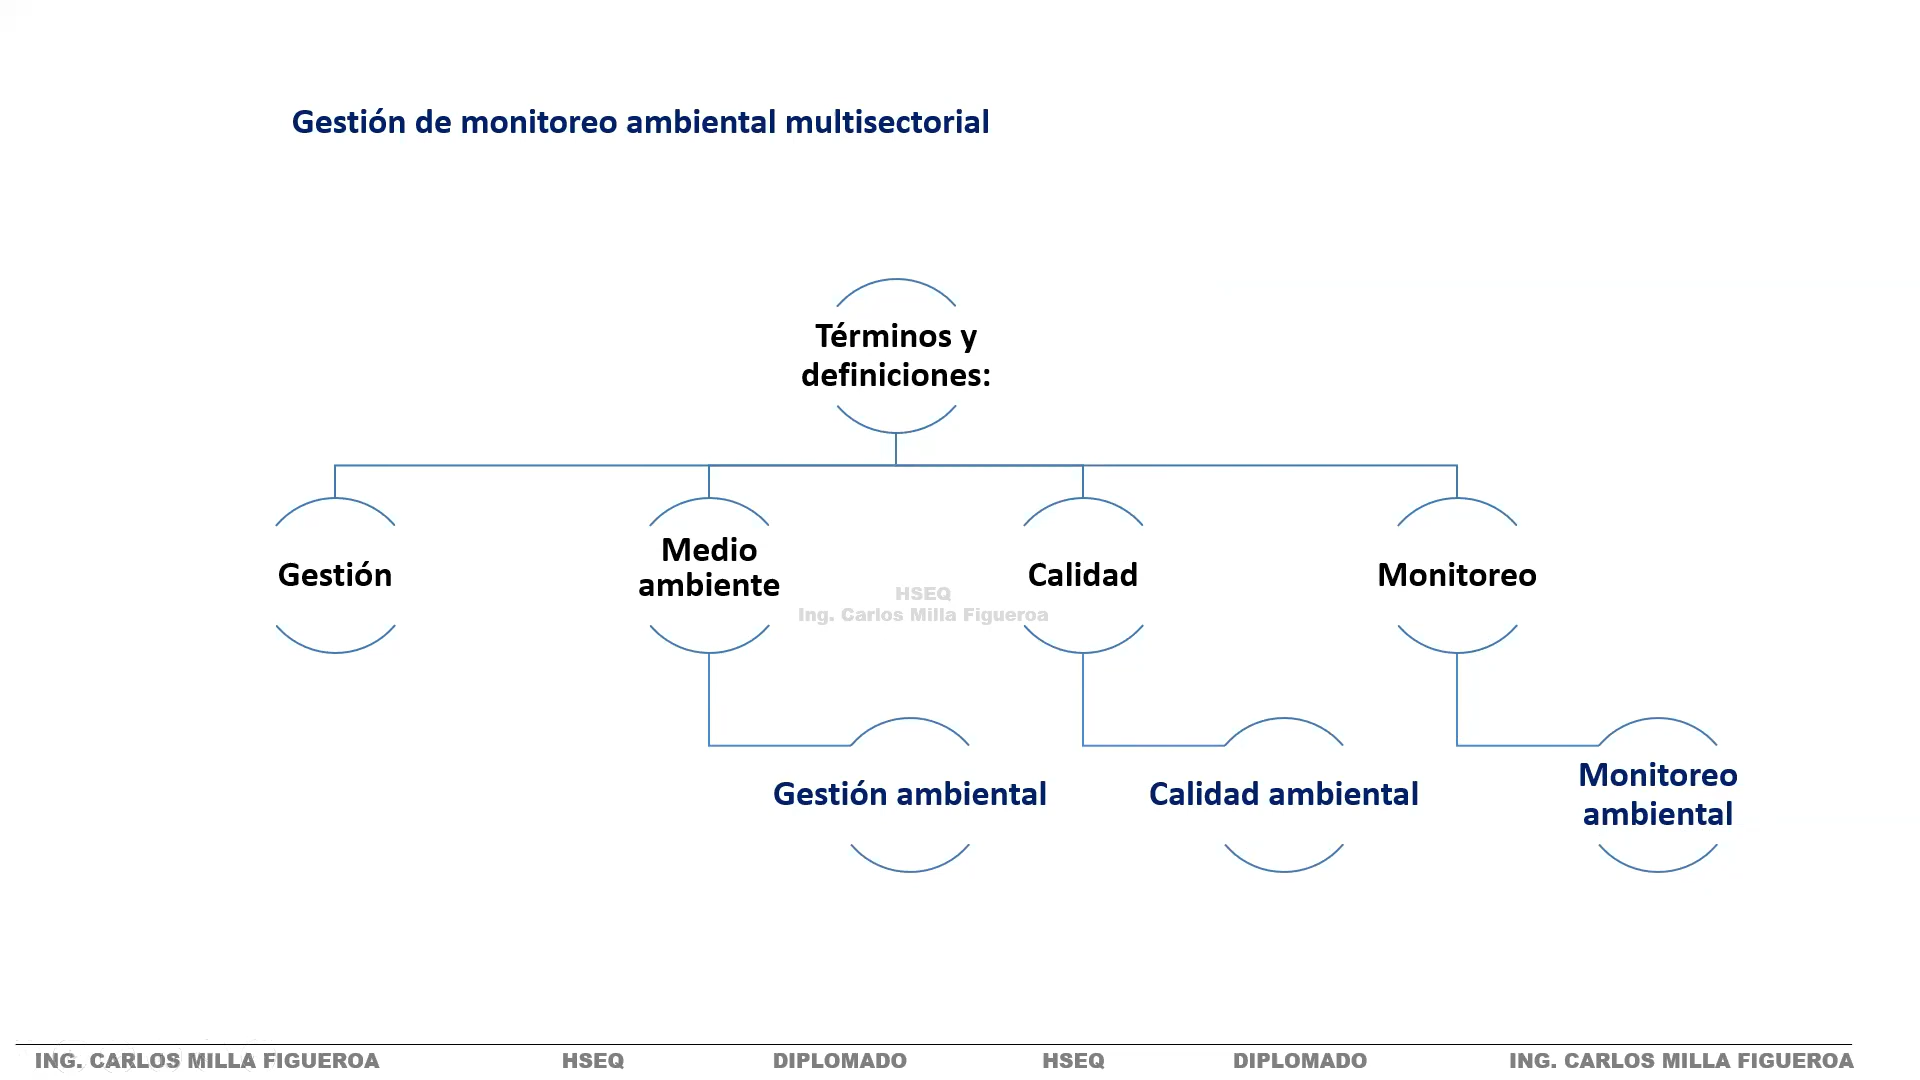 Gestión de monitoreo ambiental multisectorial
Términos y
definiciones:
Gestión
Medio
ambiente
Calidad
Monitoreo
HSEQ
Ing. Carlos Milla Figueroa
Gestión ambiental
Calidad ambiental
Monitoreo
ambiental
ING. CARLOS MILLA FIGUEROA HSEQ DIPLOMADO HSEQ DIPLOMADO ING. CARLOS MILLA FIGUEROA